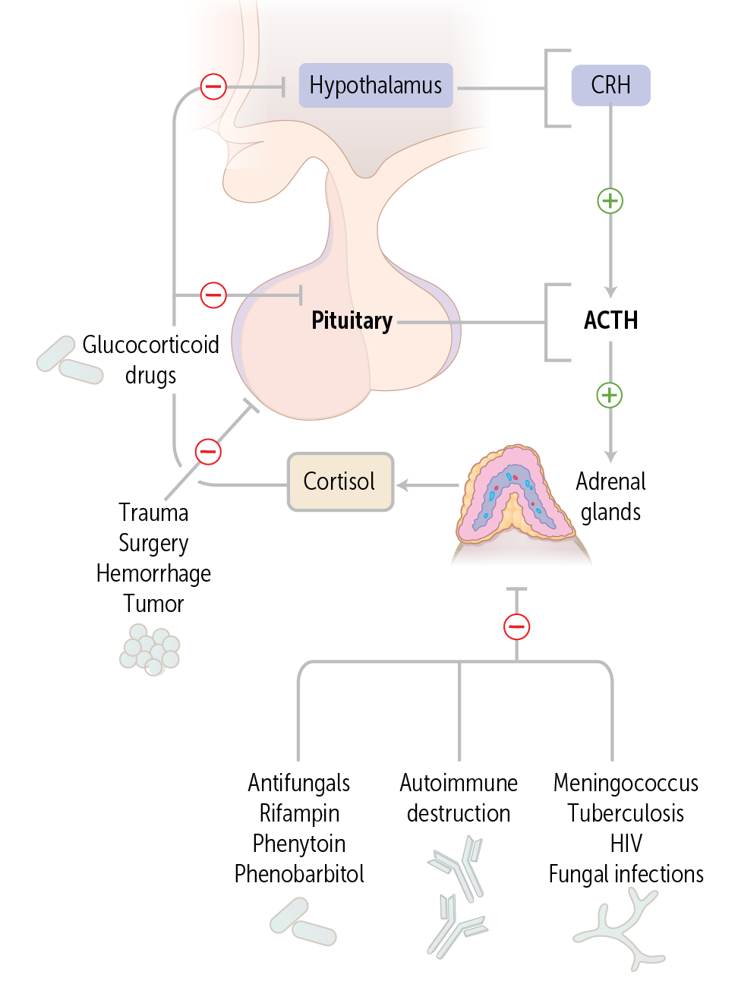 Hypothalamus
CRH
Pituitary
ACTH
Glucocorticoid
drugs
Cortisol
Adrenal
glands
Trauma
Surgery
Hemorrhage
Tumor
Antifungals
Rifampin
Phenytoin
Phenobarbitol
Autoimmune
destruction
Meningococcus
Tuberculosis
HIV
Fungal infections